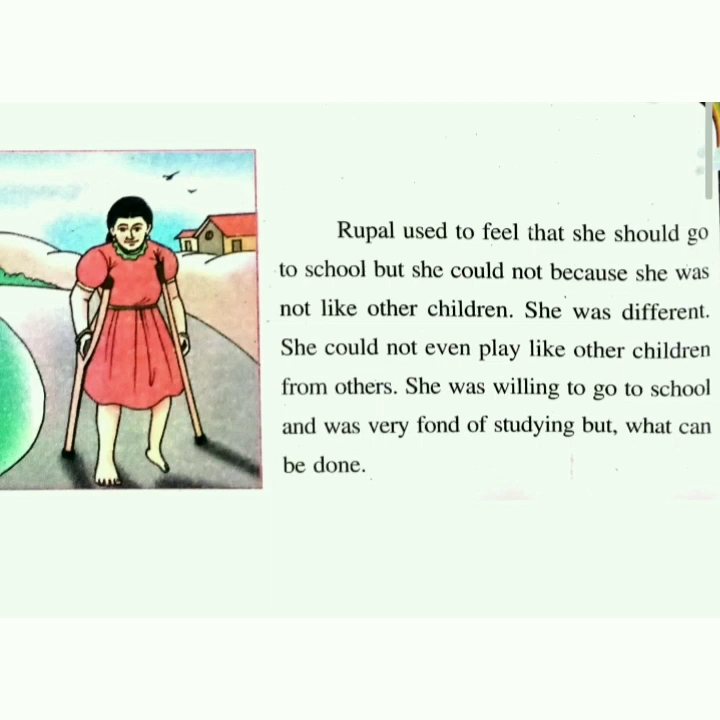 Rupal used to feel that she should go
to school but she could not because she was
not like other children. She was different.
She could not even play like other children
from others. She was willing to go to school
and was very fond of studying but, what can
be done.